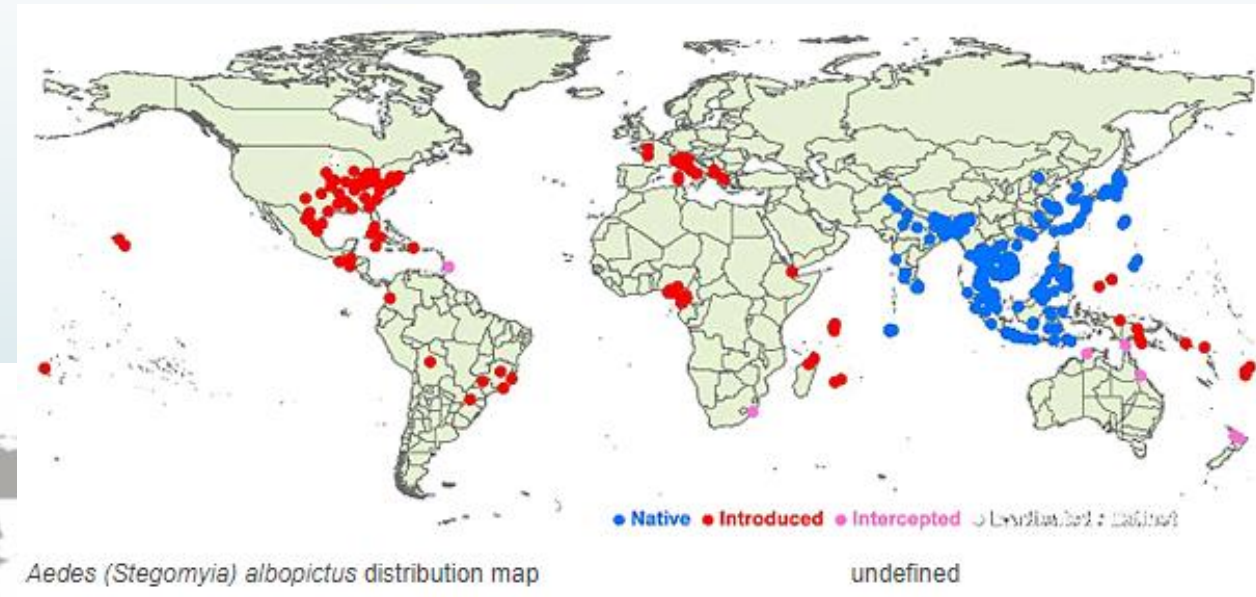 Native Introduced Intercepted
Aedes (Stegomyia) albopictus distribution map
undefined